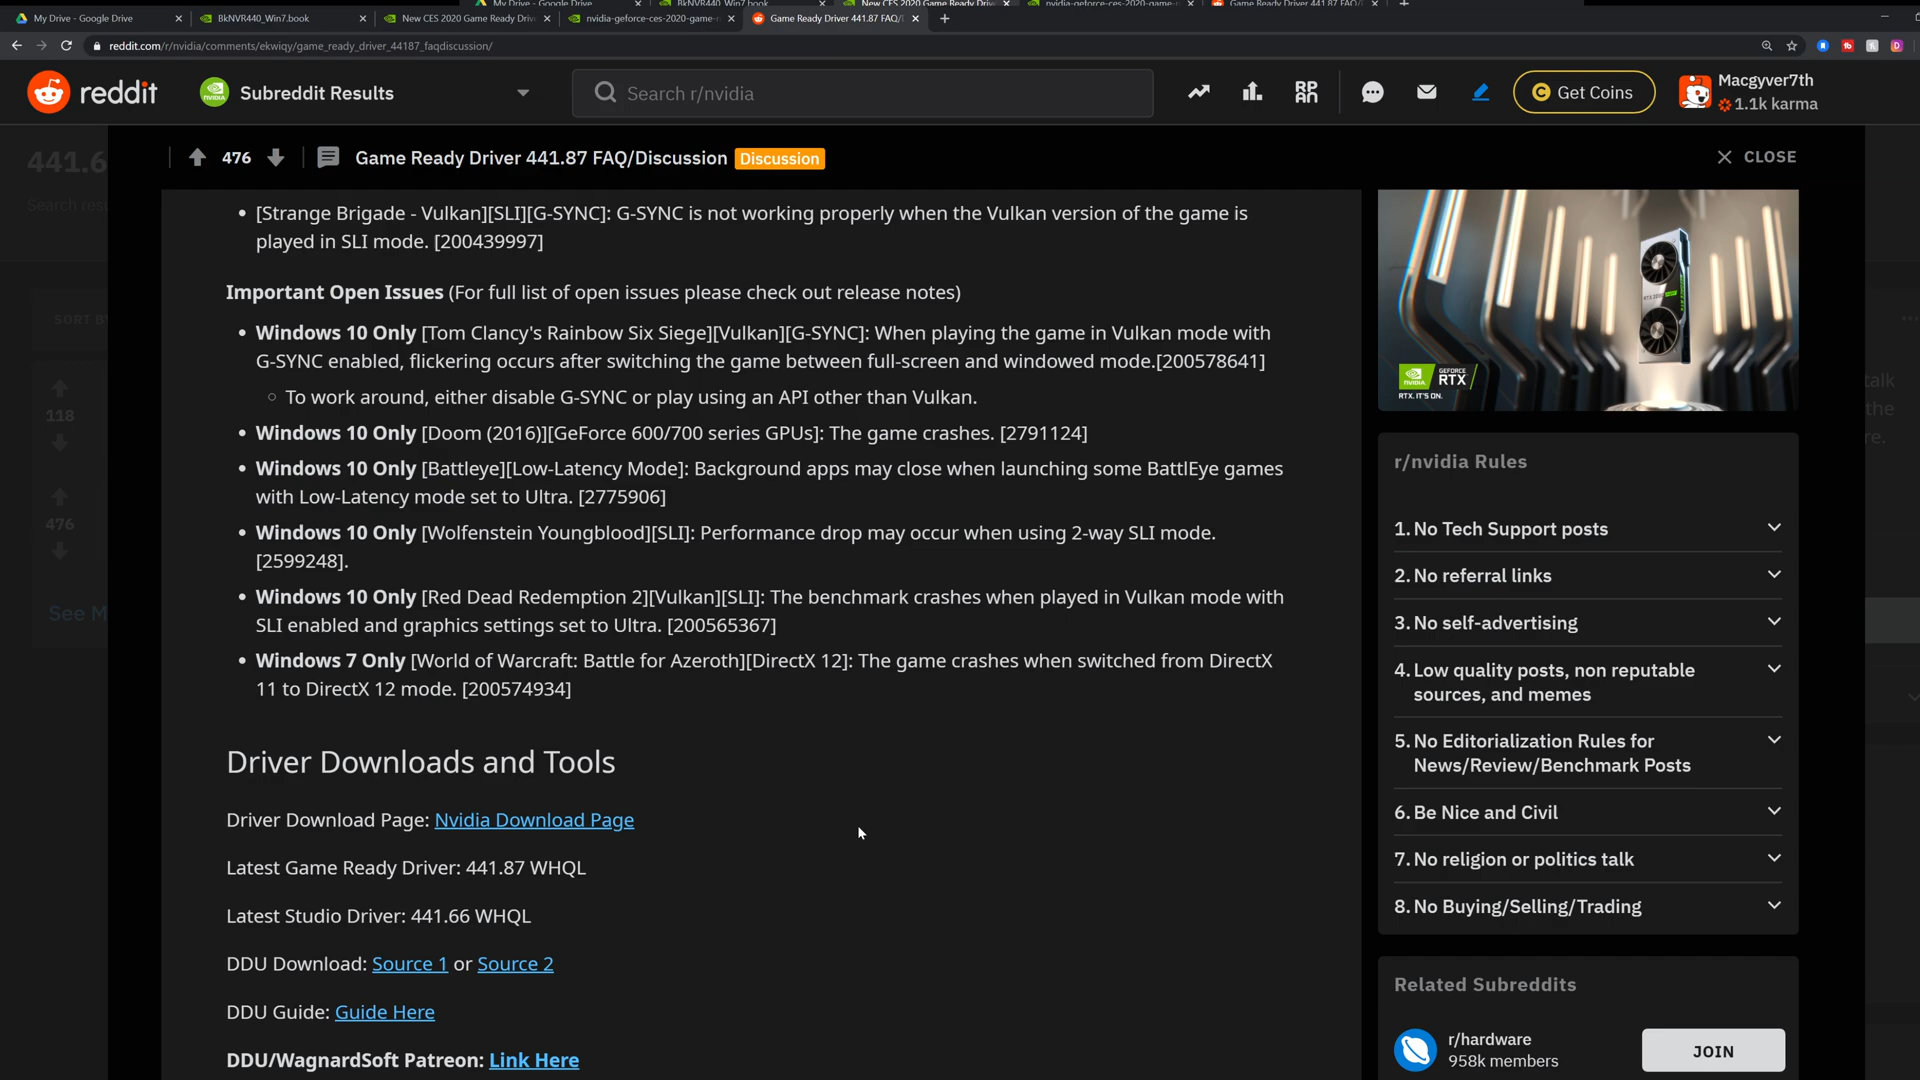 My Drive - Google Drive
BkNVR440_Win7.book
New CES 2020 Game Ready Driv
nvidia-geforce-ces-2020-game-
Game Ready Driver 441.87 FAQ/
reddit.com/r/nvidia/comments/ekwiqy/game_ready_driver_44187_faqdiscussion/
reddit
Subreddit Results
Search r/nvidia
Get Coins
Macgyver7th
1.1k karma
476
Game Ready Driver 441.87 FAQ/Discussion
Discussion
CLOSE
441.6
Search res
SORT B
118
476
See M
• [Strange Brigade - Vulkan][SLI][G-SYNC]: G-SYNC is not working properly when the Vulkan version of the game is
played in SLI mode. [200439997]
Important Open Issues (For full list of open issues please check out release notes)
• Windows 10 Only [Tom Clancy's Rainbow Six Siege][Vulkan][G-SYNC]: When playing the game in Vulkan mode with
G-SYNC enabled, flickering occurs after switching the game between full-screen and windowed mode.[200578641]
○ To work around, either disable G-SYNC or play using an API other than Vulkan.
• Windows 10 Only [Doom (2016)][GeForce 600/700 series GPUs]: The game crashes. [2791124]
• Windows 10 Only [Battleye][Low-Latency Mode]: Background apps may close when launching some BattlEye games
with Low-Latency mode set to Ultra. [2775906]
• Windows 10 Only [Wolfenstein Youngblood][SLI]: Performance drop may occur when using 2-way SLI mode.
[2599248].
• Windows 10 Only [Red Dead Redemption 2][Vulkan][SLI]: The benchmark crashes when played in Vulkan mode with
SLI enabled and graphics settings set to Ultra. [200565367]
• Windows 7 Only [World of Warcraft: Battle for Azeroth][DirectX 12]: The game crashes when switched from DirectX
11 to DirectX 12 mode. [200574934]
Driver Downloads and Tools
Driver Download Page: Nvidia Download Page
Latest Game Ready Driver: 441.87 WHQL
Latest Studio Driver: 441.66 WHQL
DDU Download: Source 1 or Source 2
DDU Guide: Guide Here
DDU/WagnardSoft Patreon: Link Here
NVIDIA. GEFORCE RTX
RTX. IT'S ON.
r/nvidia Rules
1. No Tech Support posts
2. No referral links
3. No self-advertising
4. Low quality posts, non reputable
sources, and memes
5. No Editorialization Rules for
News/Review/Benchmark Posts
6. Be Nice and Civil
7. No religion or politics talk
8. No Buying/Selling/Trading
Related Subreddits
r/hardware
958k members
JOIN
talk
the
re.